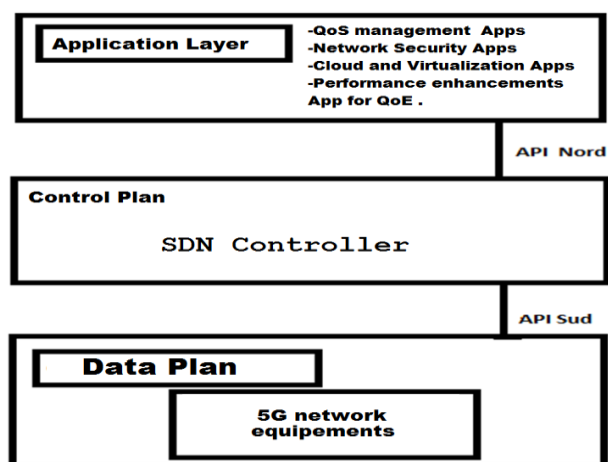 Application Layer
-QoS management Apps
-Network Security Apps
-Cloud and Virtualization Apps
-Performance enhancements
App for QoE .
API Nord
Control Plan
SDN Controller
API Sud
Data Plan
5G network
equipements